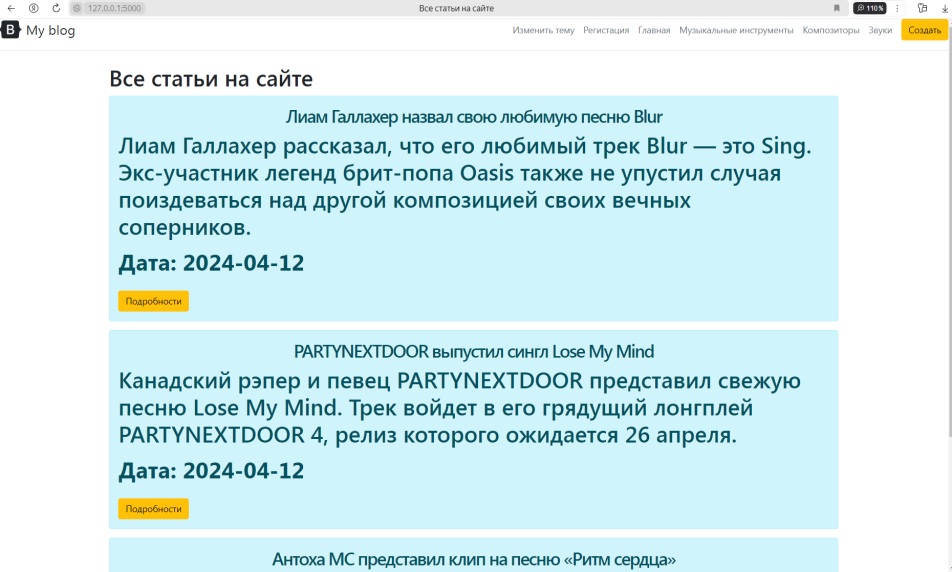 127.0.0.1:5000
Все статьи на сайте
110%
B My blog
Изменить тему Регистация Главная Музыкальные инструменты Композиторы Звуки Создать
Все статьи на сайте
Лиам Галлахер назвал свою любимую песню Blur
Лиам Галлахер рассказал, что его любимый трек Blur — это Sing.
Экс-участник легенд брит-попа Oasis также не упустил случая
поиздеваться над другой композицией своих вечных
соперников.
Дата: 2024-04-12
Подробности
PARTYNEXTDOOR выпустил сингл Lose My Mind
Канадский рэпер и певец PARTYNEXTDOOR представил свежую
песню Lose My Mind. Трек войдет в его грядущий лонгплей
PARTYNEXTDOOR 4, релиз которого ожидается 26 апреля.
Дата: 2024-04-12
Подробности
Антоха МС представил клип на песню «Ритм сердца»